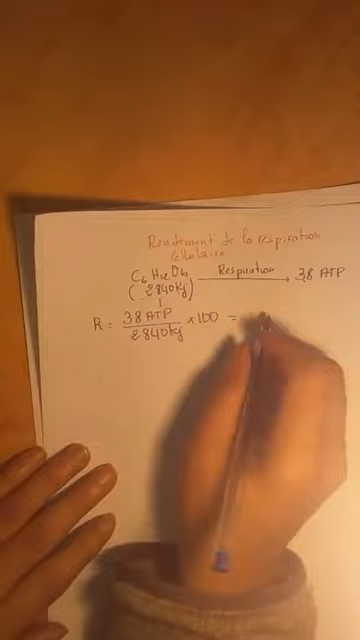 Rendement de la respiration
Cellulaire
C6 H12 O6 Respiration 38 ATP
(2840kj)
R = 38 ATP / 2840kj × 100 =